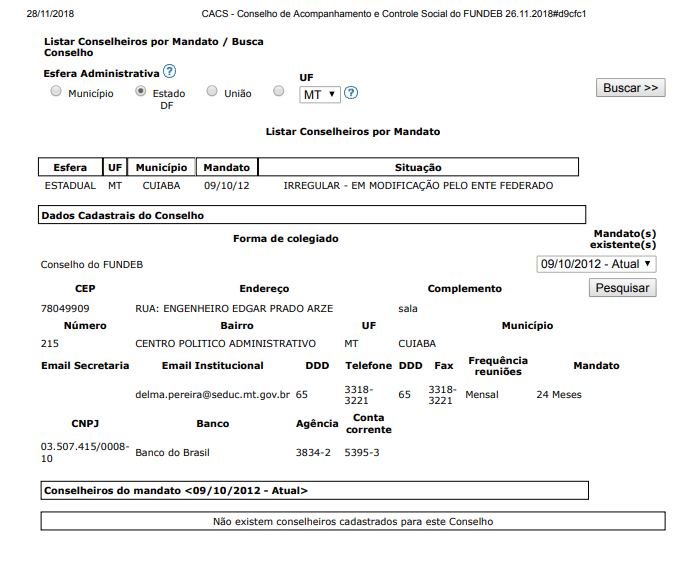 28/11/2018 CACS - Conselho de Acompanhamento e Controle Social do FUNDEB 26.11.2018#d9cfc1
Listar Conselheiros por Mandato / Busca
Conselho
Esfera Administrativa ?
UF
Município Estado DF União MT ? Buscar >>
Listar Conselheiros por Mandato
Esfera UF Município Mandato Situação
ESTADUAL MT CUIABA 09/10/12 IRREGULAR - EM MODIFICAÇÃO PELO ENTE FEDERADO
Dados Cadastrais do Conselho
Forma de colegiado Mandato(s) existente(s)
Conselho do FUNDEB 09/10/2012 - Atual
CEP Endereço Complemento Pesquisar
78049909 RUA: ENGENHEIRO EDGAR PRADO ARZE sala
Número Bairro UF Município
215 CENTRO POLITICO ADMINISTRATIVO MT CUIABA
Email Secretaria Email Institucional DDD Telefone DDD Fax Frequência reuniões Mandato
delma.pereira@seduc.mt.gov.br 65 3318-3221 65 3318-3221 Mensal 24 Meses
CNPJ Banco Agência Conta corrente
03.507.415/0008-10 Banco do Brasil 3834-2 5395-3
Conselheiros do mandato <09/10/2012 - Atual>
Não existem conselheiros cadastrados para este Conselho